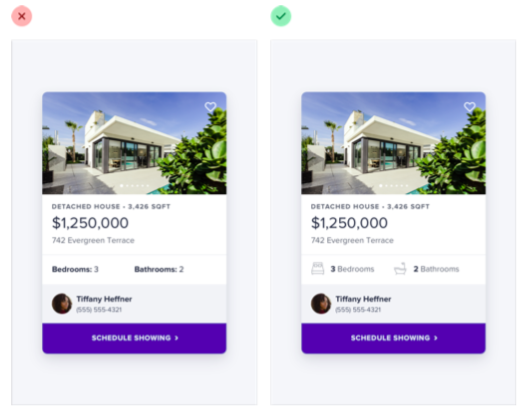 DETACHED HOUSE • 3,426 SQFT
$1,250,000
742 Evergreen Terrace
Bedrooms: 3 Bathrooms: 2
Tiffany Heffner
(555) 555-4321
SCHEDULE SHOWING >
DETACHED HOUSE • 3,426 SQFT
$1,250,000
742 Evergreen Terrace
3 Bedrooms 2 Bathrooms
Tiffany Heffner
(555) 555-4321
SCHEDULE SHOWING >